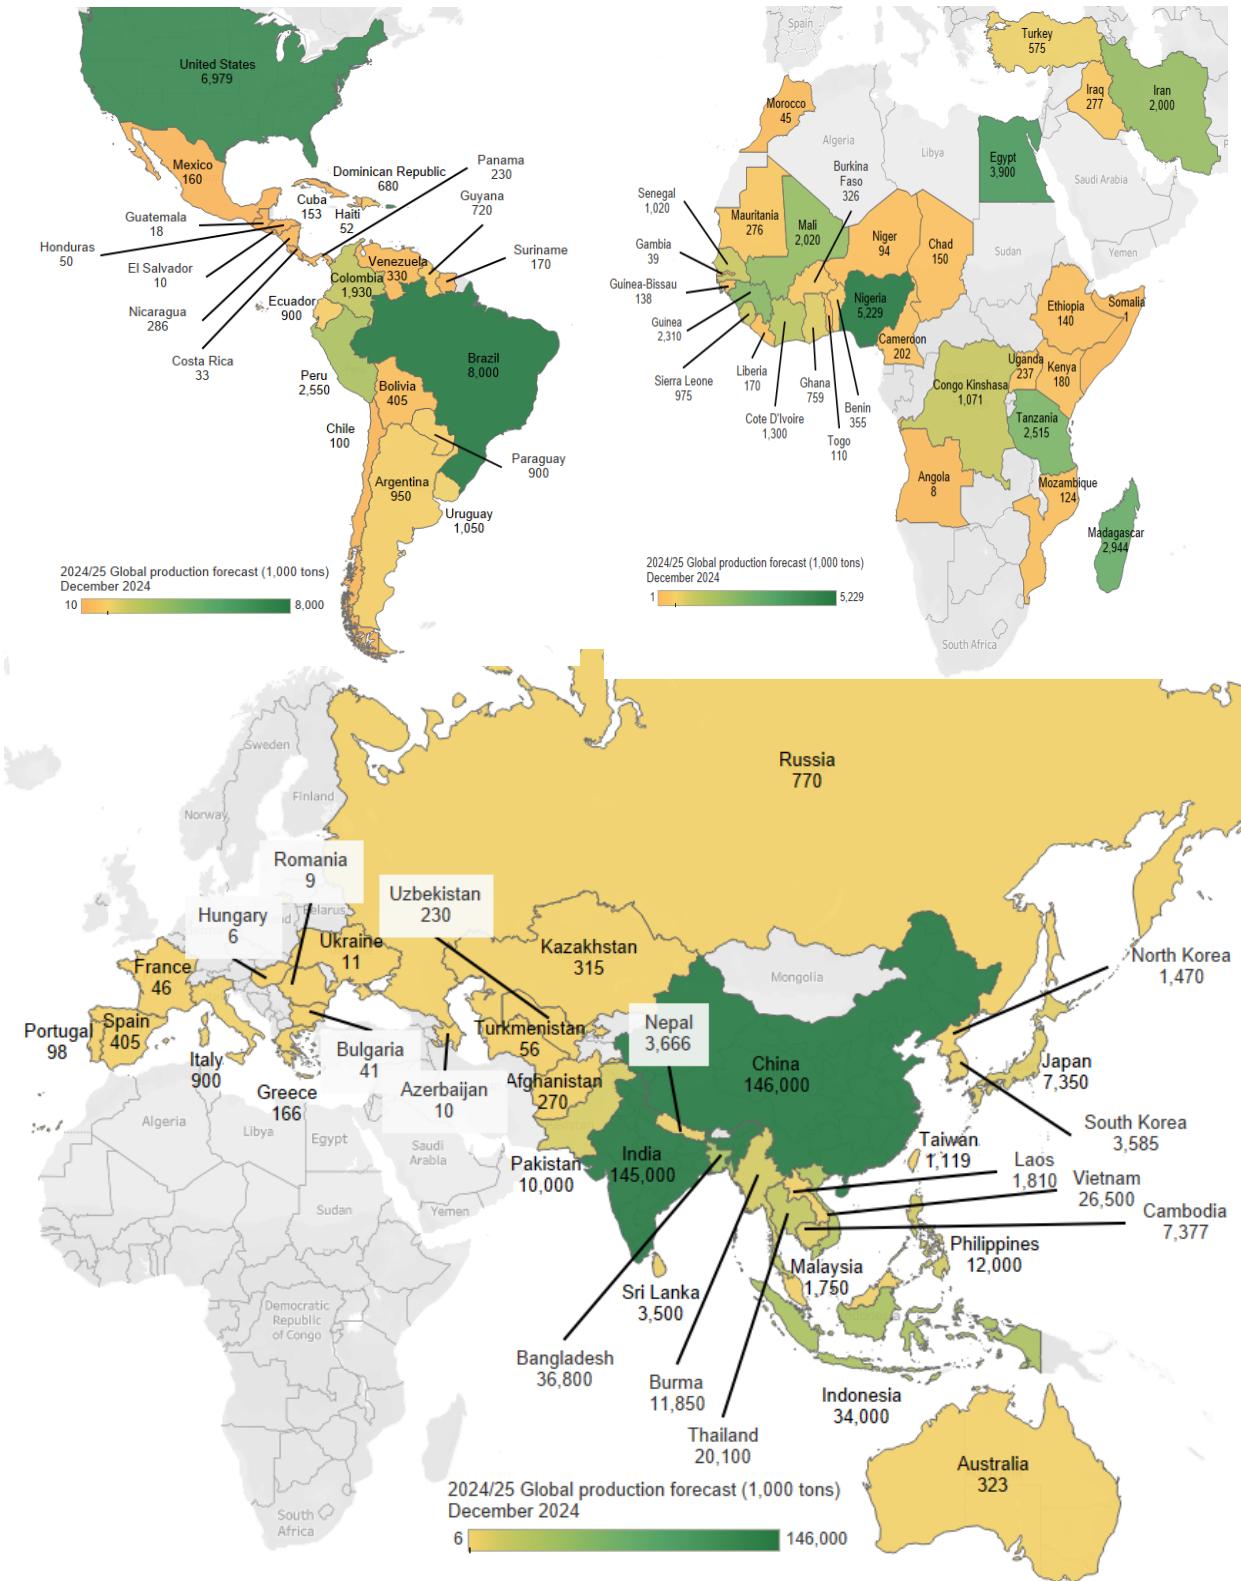 United States
6,979
Mexico
160
Guatemala
18
Honduras
50
El Salvador
10
Nicaragua
286
Costa Rica
33
Cuba
153
Haiti
52
Dominican Republic
680
Panama
230
Guyana
720
Suriname
170
Venezuela
330
Colombia
1,930
Ecuador
900
Peru
2,550
Brazil
8,000
Bolivia
405
Chile
100
Paraguay
900
Argentina
950
Uruguay
1,050
2024/25 Global production forecast (1,000 tons)
December 2024
10
8,000
Spain
Turkey
575
Iraq
277
Iran
2,000
Morocco
45
Algeria
Libya
Egypt
3,900
Saudi Arabia
Burkina
Faso
326
Senegal
1,020
Mauritania
276
Mali
2,020
Niger
94
Chad
150
Sudan
Yemen
Gambia
39
Guinea-Bissau
138
Guinea
2,310
Sierra Leone
975
Liberia
170
Cote D'Ivoire
1,300
Ghana
759
Togo
110
Benin
355
Nigeria
5,229
Cameroon
202
Ethiopia
140
Somalia
1
Uganda
237
Kenya
180
Congo Kinshasa
1,071
Tanzania
2,515
Angola
8
Mozambique
124
Madagascar
2,944
South Africa
2024/25 Global production forecast (1,000 tons)
December 2024
1
5,229
Russia
770
Sweden
Finland
Norway
Romania
9
Belarus
Hungary
6
Uzbekistan
230
Ukraine
11
France
46
Kazakhstan
315
Mongolia
North Korea
1,470
Portugal
98
Spain
405
Italy
900
Greece
166
Bulgaria
41
Azerbaijan
10
Turkmenistan
56
Afghanistan
270
Nepal
3,666
China
146,000
Japan
7,350
South Korea
3,585
Algeria
Libya
Egypt
Saudi
Arabia
Pakistan
10,000
India
145,000
Taiwan
1,119
Laos
1,810
Vietnam
26,500
Cambodia
7,377
Sudan
Yemen
Philippines
12,000
Malaysia
1,750
Sri Lanka
3,500
Democratic
Republic
of Congo
Bangladesh
36,800
Burma
11,850
Thailand
20,100
Indonesia
34,000
Australia
323
South
Africa
2024/25 Global production forecast (1,000 tons)
December 2024
6
146,000